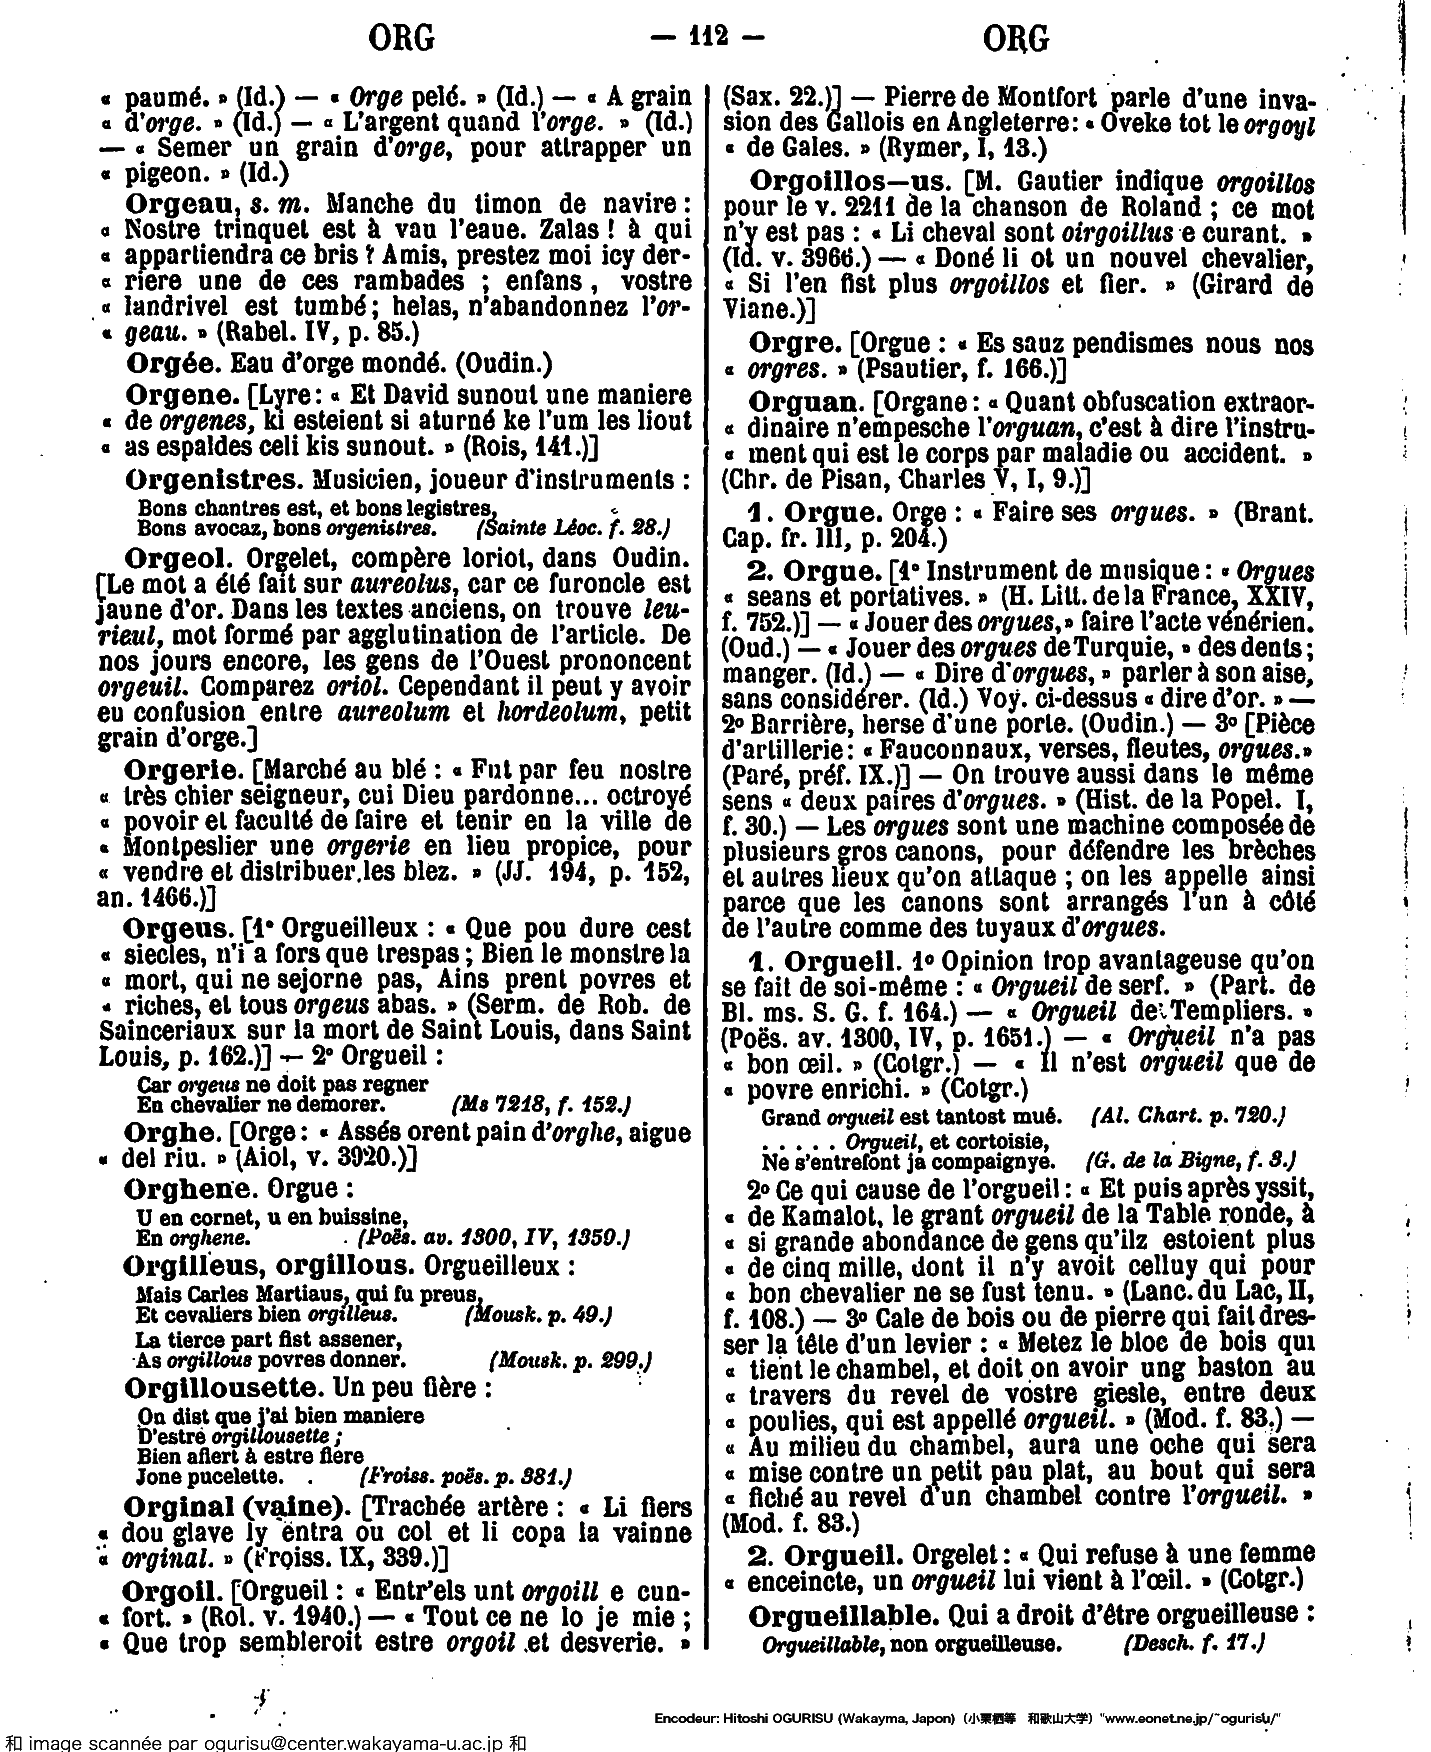 ORG — 112 — ORG
« paumé. » (Id.) — « Orge pelé. » (Id.) — « A grain
« d'orge. » (Id.) — « L'argent quand l'orge. » (Id.)
— « Semer un grain d'orge, pour attrapper un
« pigeon. » (Id.)
Orgeau, s. m. Manche du timon de navire :
« Nostre trinquet est à vau l'eaue. Zalas ! à qui
« appartiendra ce bris ? Amis, prestez moi icy der-
« riere une de ces rambades ; enfans, vostre
« landrivel est tumbé ; helas, n'abandonnez l'or-
« geau. » (Rabel. IV, p. 85.)
Orgée. Eau d'orge mondé. (Oudin.)
Orgene. [Lyre : « Et David sunout une maniere
« de orgenes, ki esteient si aturné ke l'um les liout
« as espaldes celi kis sunout. » (Rois, 141.)]
Orgenistres. Musicien, joueur d'instruments :
Bons chantres est, et bons legistres,
Bons avocaz, bons orgenistres. (Sainte Léoc. f. 28.)
Orgeol. Orgelet, compère loriot, dans Oudin.
[Le mot a été fait sur aureolus, car ce furoncle est
jaune d'or. Dans les textes anciens, on trouve leu-
rieul, mot formé par agglutination de l'article. De
nos jours encore, les gens de l'Ouest prononcent
orgeuil. Comparez oriol. Cependant il peut y avoir
eu confusion entre aureolum et hordeolum, petit
grain d'orge.]
Orgerie. [Marché au blé : « Fut par feu nostre
« très chier seigneur, cui Dieu pardonne... octroyé
« povoir et faculté de faire et tenir en la ville de
« Montpeslier une orgerie en lieu propice, pour
« vendre et distribuer les blez. » (JJ. 194, p. 152,
an. 1466.)]
Orgeus. [1° Orgueilleux : « Que pou dure cest
« siecles, n'i a fors que trespas ; Bien le monstre la
« mort, qui ne sejorne pas, Ains prent povres et
« riches, et tous orgeus abas. » (Serm. de Rob. de
Sainceriaux sur la mort de Saint Louis, dans Saint
Louis, p. 162.)] — 2° Orgueil :
Car orgeus ne doit pas regner
En chevalier ne demorer. (Ms 7218, f. 152.)
Orghe. [Orge : « Assés orent pain d'orghe, aigue
« del riu. » (Aiol, v. 3920.)]
Orghene. Orgue :
U en cornet, u en buissine,
En orghene. (Poës. av. 1300, IV, 1359.)
Orgilleus, orgillous. Orgueilleux :
Mais Carles Martiaus, qui fu preus,
Et cevaliers bien orgilleus. (Mousk. p. 49.)
La tierce part fist assener,
As orgillous povres donner. (Mousk. p. 299.)
Orgillousette. Un peu fière :
On dist que j'ai bien maniere
D'estre orgillousette ;
Bien afiert à estre fiere
Jone pucelette. (Froiss. poës. p. 381.)
Orginal (vaine). [Trachée artère : « Li fiers
« dou glave ly entra ou col et li copa la vainne
« orginal. » (Froiss. IX, 339.)]
Orgoil. [Orgueil : « Entr'els unt orgoill e cun-
« fort. » (Rol. v. 1940.) — « Tout ce ne lo je mie ;
« Que trop sembleroit estre orgoil et desverie. »
(Sax. 22.)] — Pierre de Montfort parle d'une inva-
sion des Gallois en Angleterre : « Oveke tot le orgoyl
« de Gales. » (Rymer, I, 13.)
Orgoillos—us. [M. Gautier indique orgoillos
pour le v. 2211 de la chanson de Roland ; ce mot
n'y est pas : « Li cheval sont oirgoillus e curant. »
(Id. v. 3966.) — « Doné li ot un nouvel chevalier,
« Si l'en fist plus orgoillos et fier. » (Girard de
Viane.)]
Orgre. [Orgue : « Es sauz pendismes nous nos
« orgres. » (Psautier, f. 166.)]
Orguan. [Organe : « Quant obfuscation extraor-
« dinaire n'empesche l'orguan, c'est à dire l'instru-
« ment qui est le corps par maladie ou accident. »
(Chr. de Pisan, Charles V, I, 9.)]
1. Orgue. Orge : « Faire ses orgues. » (Brant.
Cap. fr. III, p. 204.)
2. Orgue. [1° Instrument de musique : « Orgues
« seans et portatives. » (H. Litt. de la France, XXIV,
f. 752.)] — « Jouer des orgues, » faire l'acte vénérien.
(Oud.) — « Jouer des orgues de Turquie, » des dents ;
manger. (Id.) — « Dire d'orgues, » parler à son aise,
sans considérer. (Id.) Voy. ci-dessus « dire d'or. » —
2° Barrière, herse d'une porte. (Oudin.) — 3° [Pièce
d'artillerie : « Fauconnaux, verses, fleutes, orgues. »
(Paré, préf. IX.)] — On trouve aussi dans le même
sens « deux paires d'orgues. » (Hist. de la Popel. I,
f. 30.) — Les orgues sont une machine composée de
plusieurs gros canons, pour défendre les brèches
et autres lieux qu'on attaque ; on les appelle ainsi
parce que les canons sont arrangés l'un à côté
de l'autre comme des tuyaux d'orgues.
1. Orgueil. 1° Opinion trop avantageuse qu'on
se fait de soi-même : « Orgueil de serf. » (Part. de
Bl. ms. S. G. f. 164.) — « Orgueil de Templiers. »
(Poës. av. 1300, IV, p. 1651.) — « Orgueil n'a pas
« bon œil. » (Cotgr.) — « Il n'est orgueil que de
« povre enrichi. » (Cotgr.)
Grand orgueil est tantost mué. (Al. Chart. p. 720.)
. . . . . Orgueil, et cortoisie,
Ne s'entrefont ja compaignye. (G. de la Bigne, f. 3.)
2° Ce qui cause de l'orgueil : « Et puis après yssit,
« de Kamalot, le grant orgueil de la Table ronde, à
« si grande abondance de gens qu'ilz estoient plus
« de cinq mille, dont il n'y avoit celluy qui pour
« bon chevalier ne se fust tenu. » (Lanc. du Lac, II,
f. 108.) — 3° Cale de bois ou de pierre qui fait dres-
ser la tête d'un levier : « Metez le bloc de bois qui
« tient le chambel, et doit on avoir ung baston au
« travers du revel de vostre giesle, entre deux
« poulies, qui est appellé orgueil. » (Mod. f. 83.) —
« Au milieu du chambel, aura une oche qui sera
« mise contre un petit pau plat, au bout qui sera
« fiché au revel d'un chambel contre l'orgueil. »
(Mod. f. 83.)
2. Orgueil. Orgelet : « Qui refuse à une femme
« enceincte, un orgueil lui vient à l'œil. » (Cotgr.)
Orgueillable. Qui a droit d'être orgueilleuse :
Orgueillable, non orgueilleuse. (Desch. f. 17.)
Encodeur: Hitoshi OGURISU (Wakayma, Japon) (小栗栖等 和歌山大学) "www.eonet.ne.jp/~ogurisu/"
和 image scannée par ogurisu@center.wakayama-u.ac.jp 和